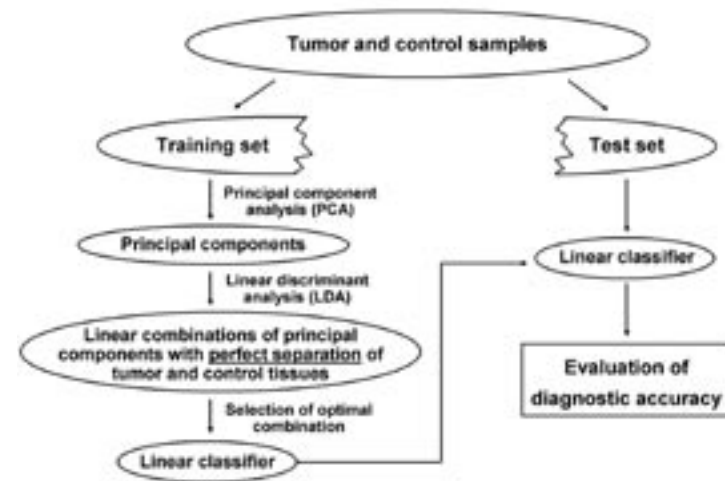 Tumor and control samples
Training set
Test set
Principal component
analysis (PCA)
Principal components
Linear classifier
Linear discriminant
analysis (LDA)
Linear combinations of principal
components with perfect separation of
tumor and control tissues
Evaluation of
diagnostic accuracy
Selection of optimal
combination
Linear classifier